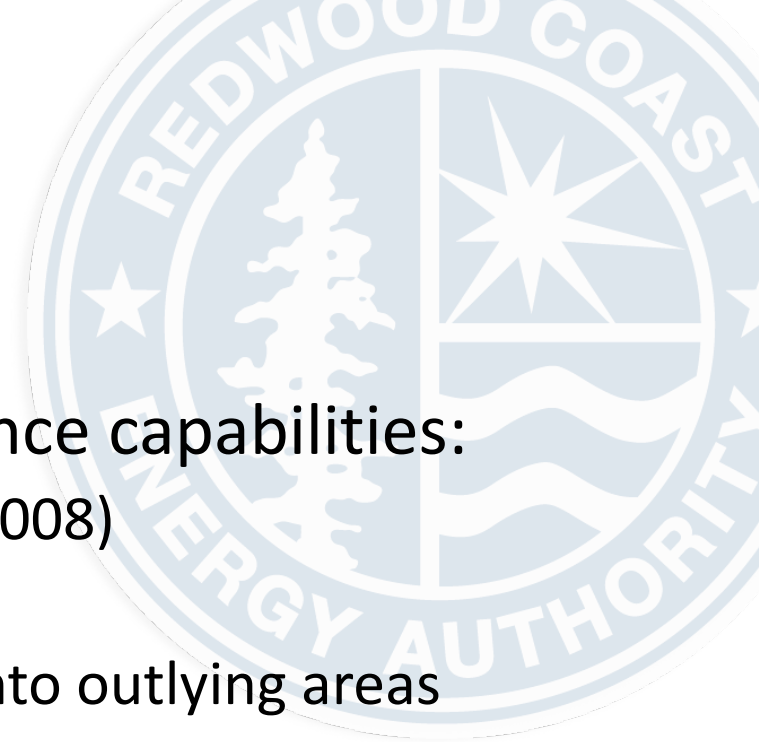 REDWOOD COAST
ENERGY AUTHORITY
nce capabilities:
008)
nto outlying areas